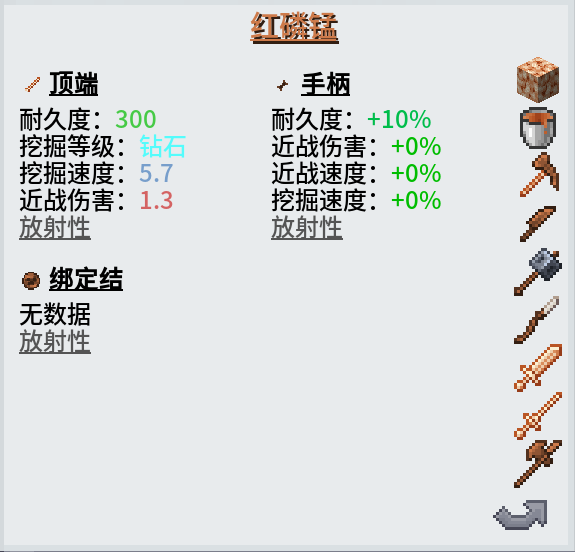 红磷锰
顶端
耐久度：300
挖掘等级：钻石
挖掘速度：5.7
近战伤害：1.3
放射性
手柄
耐久度：+10%
近战伤害：+0%
近战速度：+0%
挖掘速度：+0%
放射性
绑定结
无数据
放射性